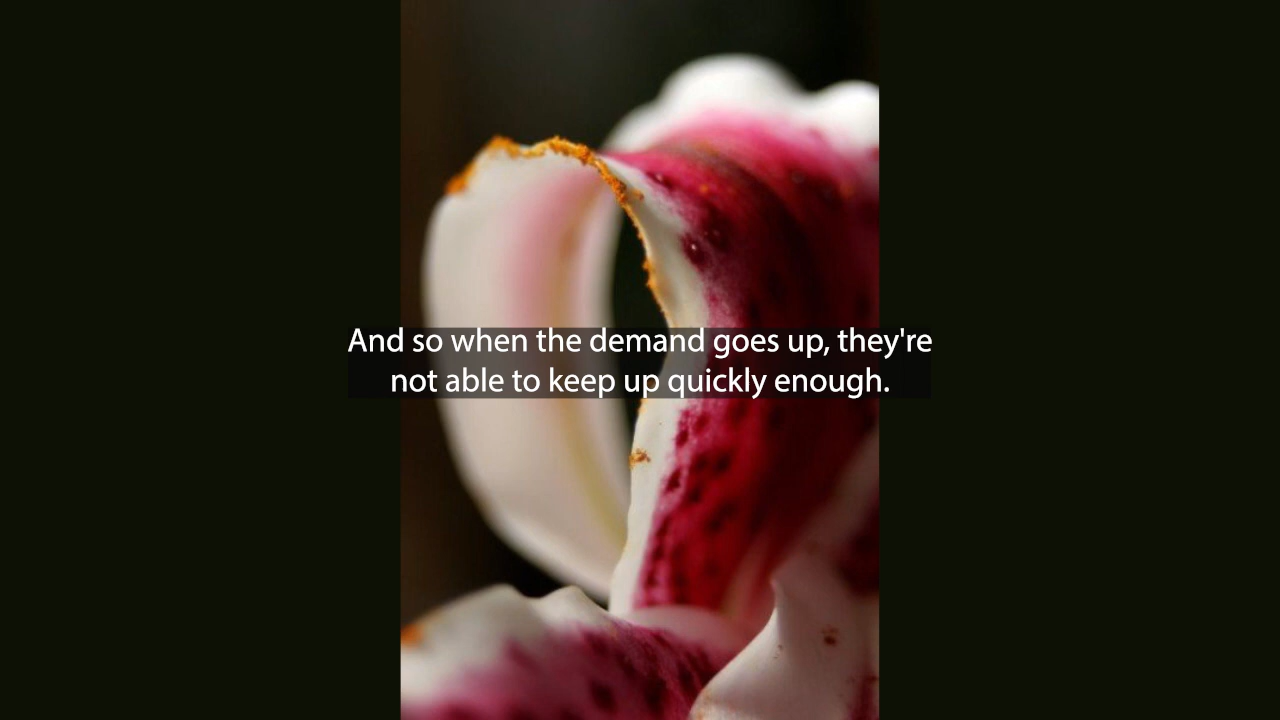 And so when the demand goes up, they're
not able to keep up quickly enough.